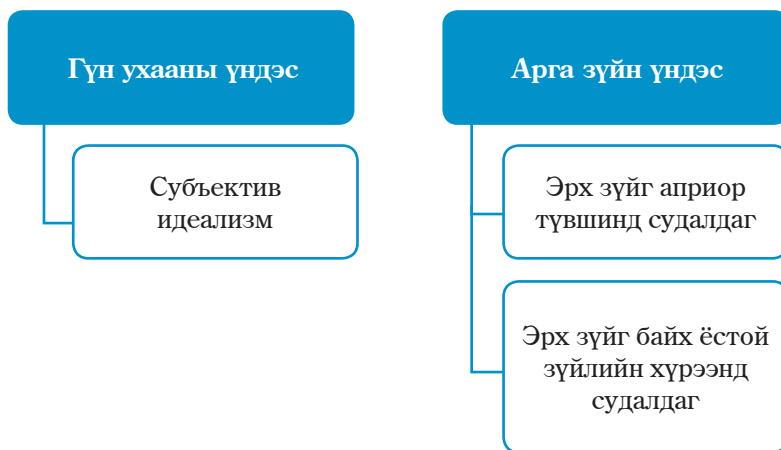 Гүн ухааны үндэс
Субъектив
идеализм
Арга зүйн үндэс
Эрх зүйг априор
түвшинд судалдаг
Эрх зүйг байх ёстой
зүйлийн хүрээнд
судалдаг